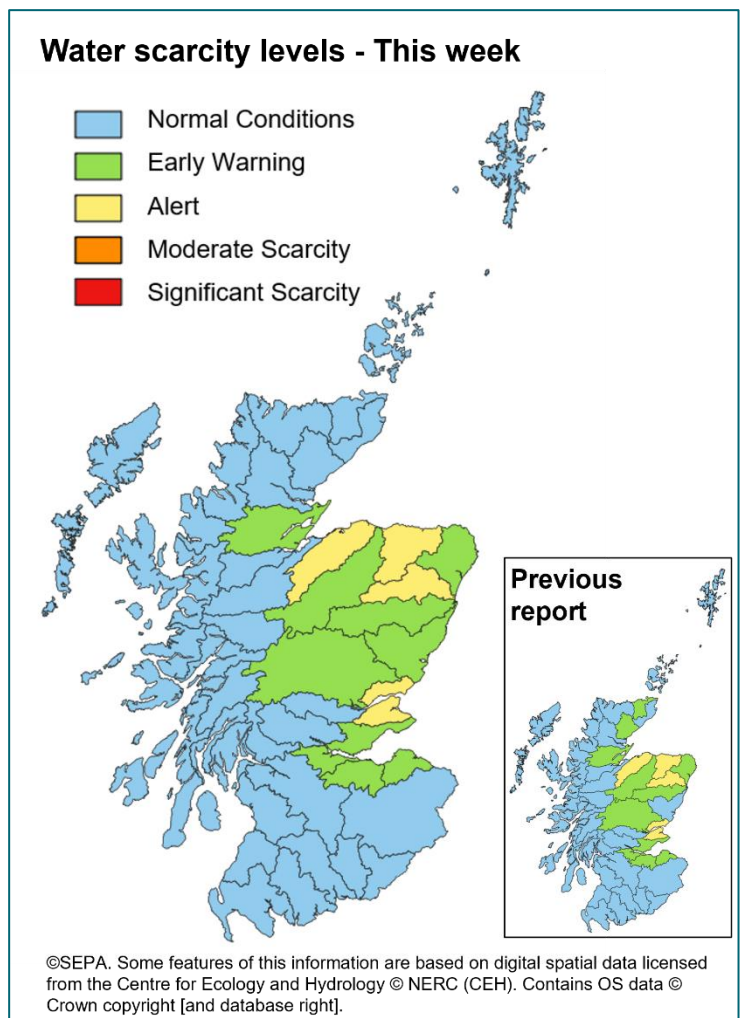 Water scarcity levels - This week
Normal Conditions
Early Warning
Alert
Moderate Scarcity
Significant Scarcity
Previous
report
©SEPA. Some features of this information are based on digital spatial data licensed
from the Centre for Ecology and Hydrology © NERC (CEH). Contains OS data ©
Crown copyright [and database right].